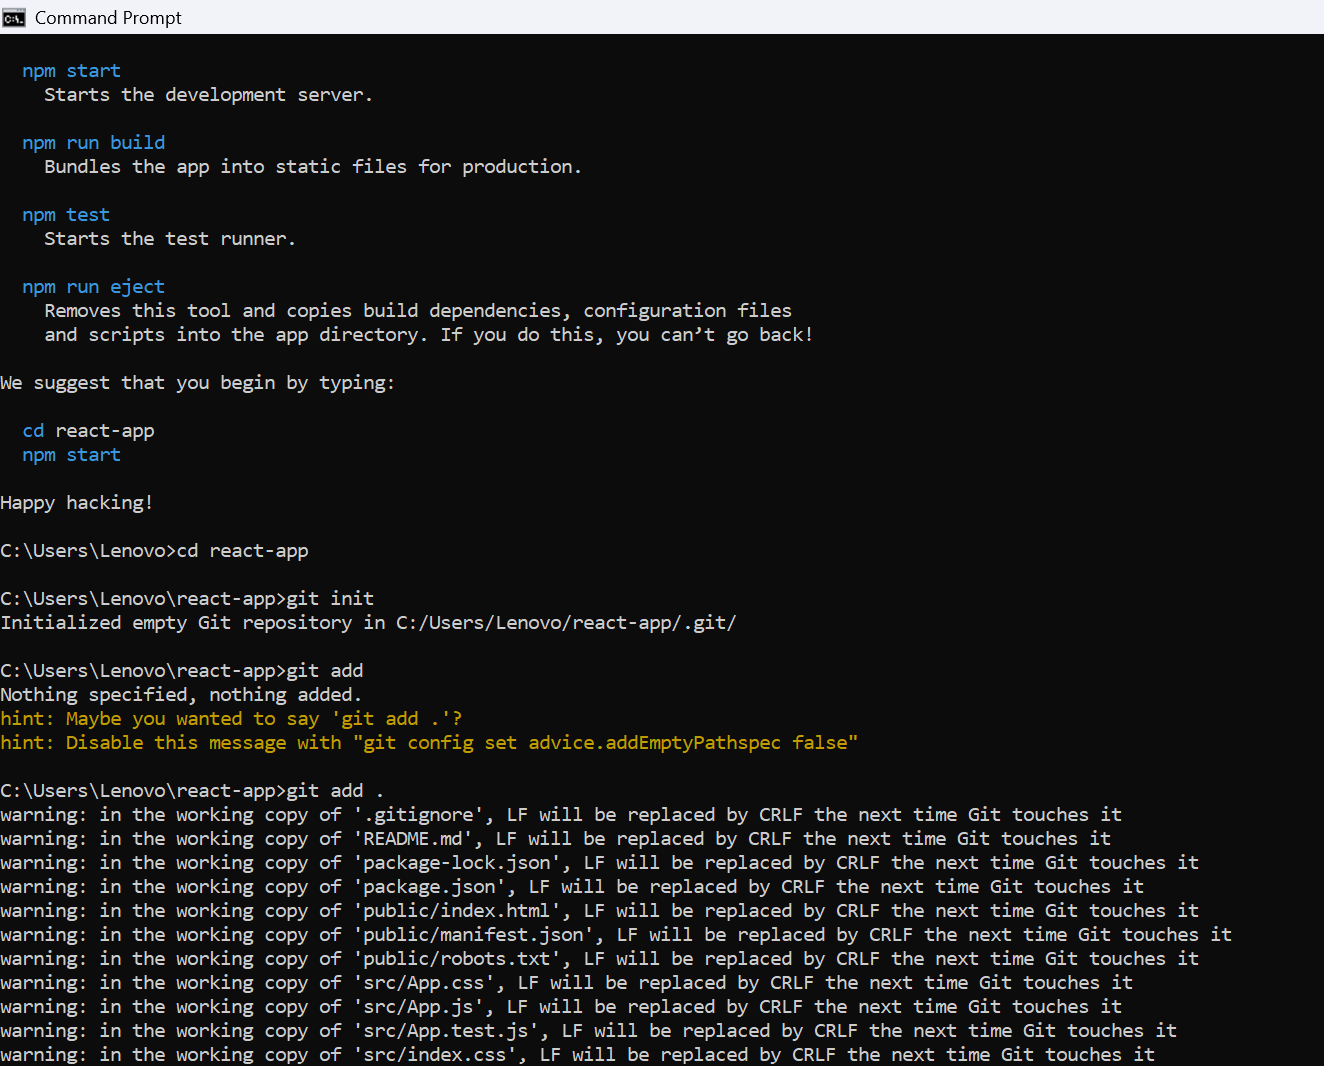 Command Prompt
npm start
Starts the development server.
npm run build
Bundles the app into static files for production.
npm test
Starts the test runner.
npm run eject
Removes this tool and copies build dependencies, configuration files
and scripts into the app directory. If you do this, you can’t go back!
We suggest that you begin by typing:
cd react-app
npm start
Happy hacking!
C:\Users\Lenovo>cd react-app
C:\Users\Lenovo\react-app>git init
Initialized empty Git repository in C:/Users/Lenovo/react-app/.git/
C:\Users\Lenovo\react-app>git add
Nothing specified, nothing added.
hint: Maybe you wanted to say 'git add .'?
hint: Disable this message with "git config set advice.addEmptyPathspec false"
C:\Users\Lenovo\react-app>git add .
warning: in the working copy of '.gitignore', LF will be replaced by CRLF the next time Git touches it
warning: in the working copy of 'README.md', LF will be replaced by CRLF the next time Git touches it
warning: in the working copy of 'package-lock.json', LF will be replaced by CRLF the next time Git touches it
warning: in the working copy of 'package.json', LF will be replaced by CRLF the next time Git touches it
warning: in the working copy of 'public/index.html', LF will be replaced by CRLF the next time Git touches it
warning: in the working copy of 'public/manifest.json', LF will be replaced by CRLF the next time Git touches it
warning: in the working copy of 'public/robots.txt', LF will be replaced by CRLF the next time Git touches it
warning: in the working copy of 'src/App.css', LF will be replaced by CRLF the next time Git touches it
warning: in the working copy of 'src/App.js', LF will be replaced by CRLF the next time Git touches it
warning: in the working copy of 'src/App.test.js', LF will be replaced by CRLF the next time Git touches it
warning: in the working copy of 'src/index.css', LF will be replaced by CRLF the next time Git touches it